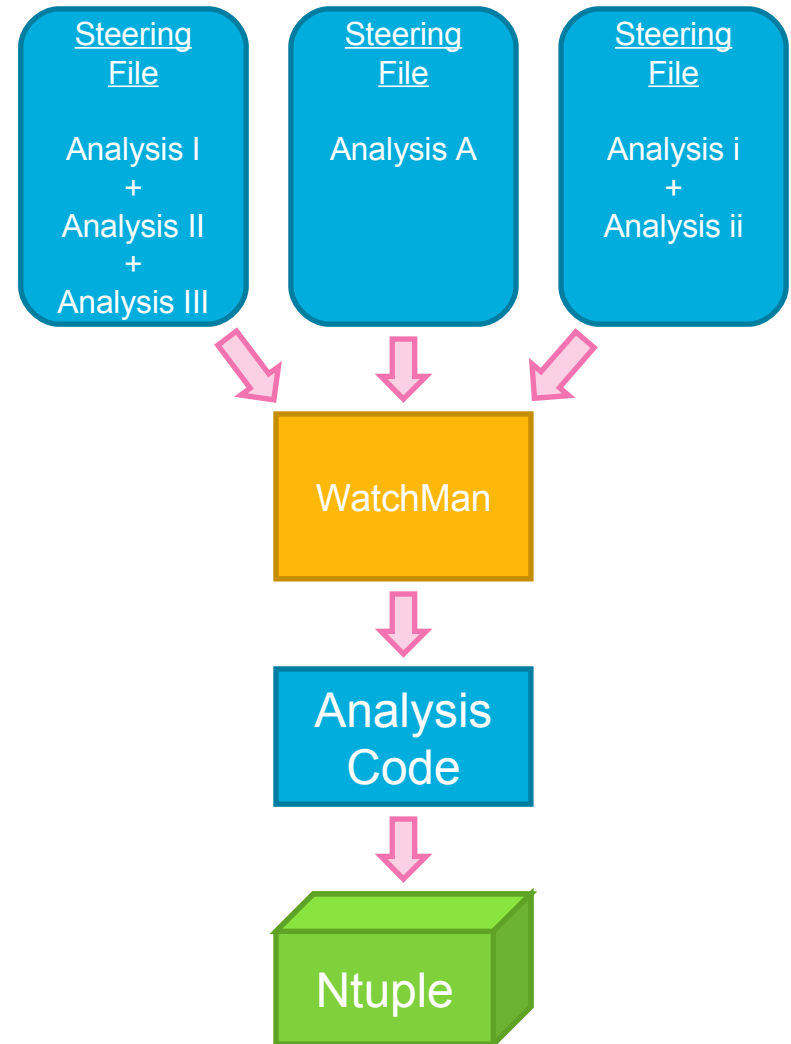 Steering
File
Analysis I
+
Analysis II
+
Analysis III
Steering
File
Analysis A
Steering
File
Analysis i
+
Analysis ii
WatchMan
Analysis
Code
Ntuple